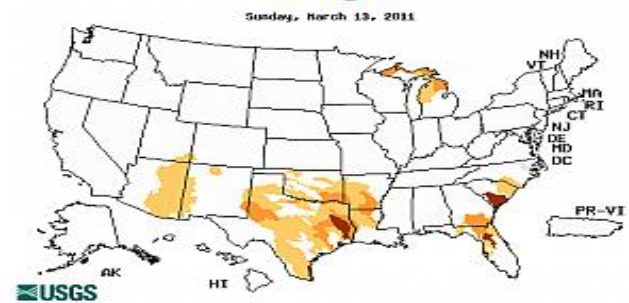 Sunday, March 13, 2011
NH
VT
MA
RI
CT
NJ
DE
MD
DC
PR-VI
AK
HI
USGS